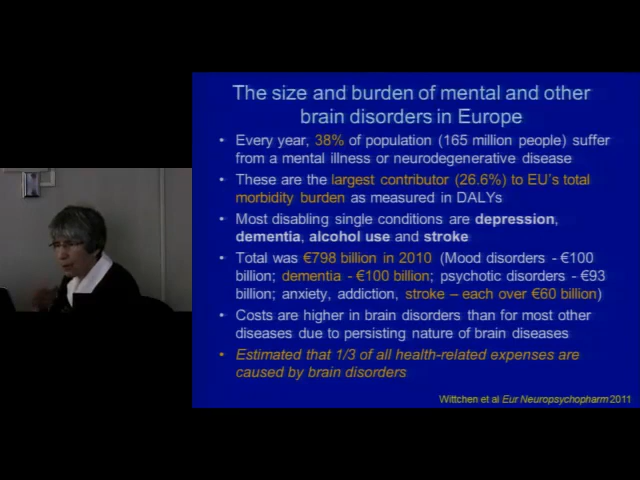 The size and burden of mental and other
brain disorders in Europe
• Every year, 38% of population (165 million people) suffer
from a mental illness or neurodegenerative disease
• These are the largest contributor (26.6%) to EU's total
morbidity burden as measured in DALYs
• Most disabling single conditions are depression,
dementia, alcohol use and stroke
• Total was €798 billion in 2010 (Mood disorders - €100
billion; dementia - €100 billion; psychotic disorders - €93
billion; anxiety, addiction, stroke – each over €60 billion)
• Costs are higher in brain disorders than for most other
diseases due to persisting nature of brain diseases
• Estimated that 1/3 of all health-related expenses are
caused by brain disorders
Wittchen et al Eur Neuropsychopharm 2011